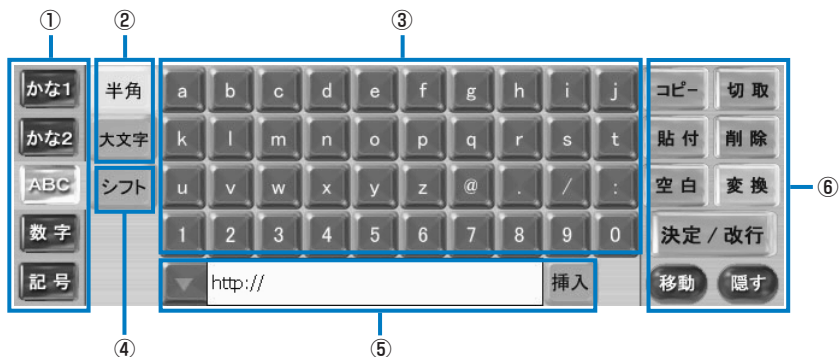 ① ② ③
かな1 半角 a b c d e f g h i j コピー 切取
かな2 大文字 k l m n o p q r s t 貼付 削除
ABC シフト u v w x y z @ . / : 空白 変換 ⑥
数字 1 2 3 4 5 6 7 8 9 0 決定 / 改行
記号 http:// 挿入 移動 隠す
④ ⑤